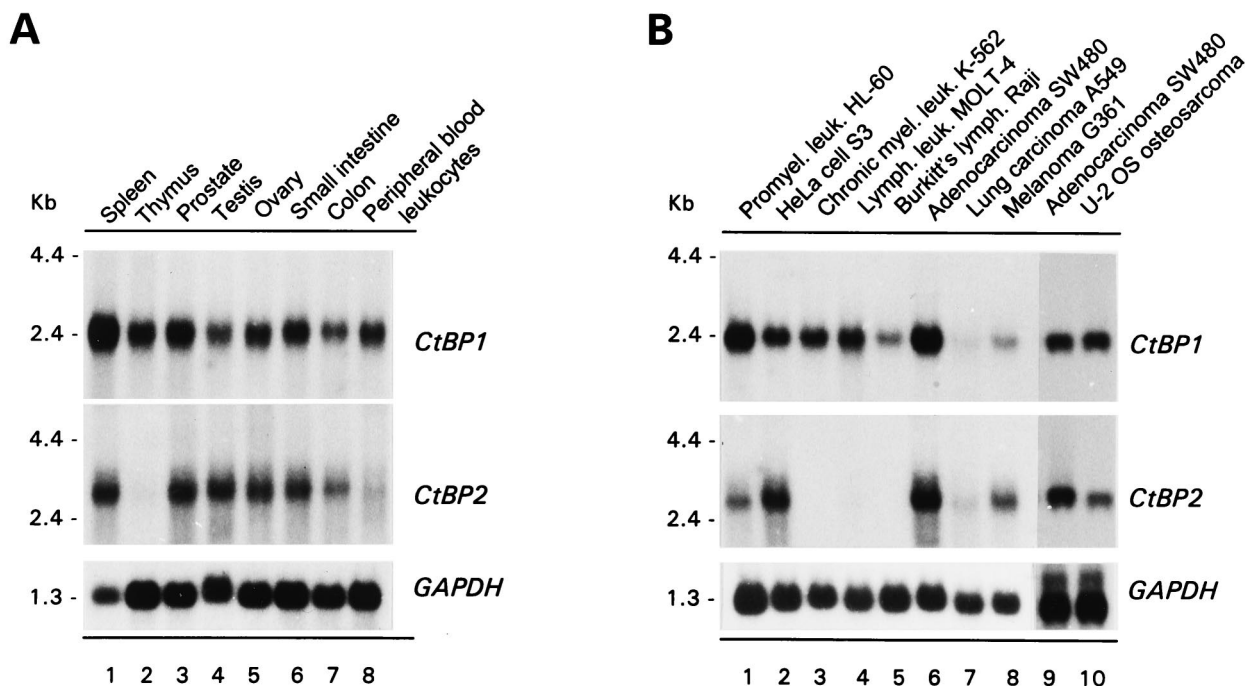 A
Kb
Spleen
Thymus
Prostate
Testis
Ovary
Small intestine
Colon
Peripheral blood
leukocytes
4.4 -
2.4 -
CtBP1
4.4 -
2.4 -
CtBP2
1.3 -
GAPDH
1 2 3 4 5 6 7 8
B
Kb
Promyel. leuk. HL-60
HeLa cell S3
Chronic myel. leuk. K-562
Lymph. leuk. MOLT-4
Burkitt's lymph. Raji
Adenocarcinoma SW480
Lung carcinoma A549
Melanoma G361
Adenocarcinoma SW480
U-2 OS osteosarcoma
4.4 -
2.4 -
CtBP1
4.4 -
2.4 -
CtBP2
1.3 -
GAPDH
1 2 3 4 5 6 7 8 9 10